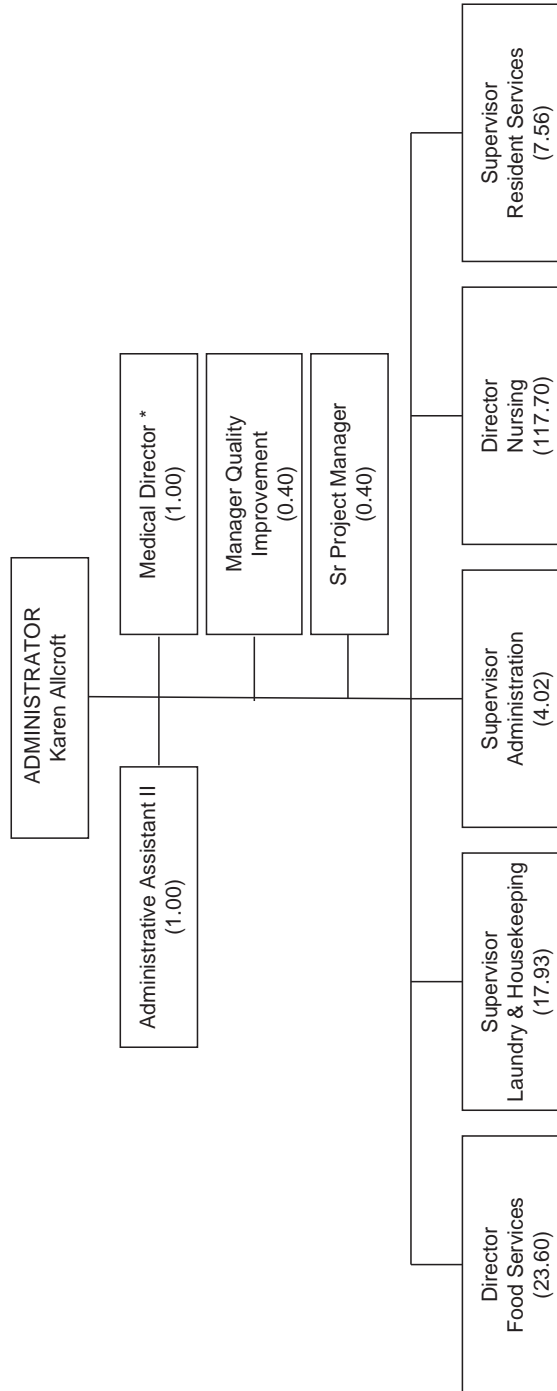 ADMINISTRATOR
Karen Allcroft
Administrative Assistant II
(1.00)
Medical Director *
(1.00)
Manager Quality
Improvement
(0.40)
Sr Project Manager
(0.40)
Director
Food Services
(23.60)
Supervisor
Laundry & Housekeeping
(17.93)
Supervisor
Administration
(4.02)
Director
Nursing
(117.70)
Supervisor
Resident Services
(7.56)